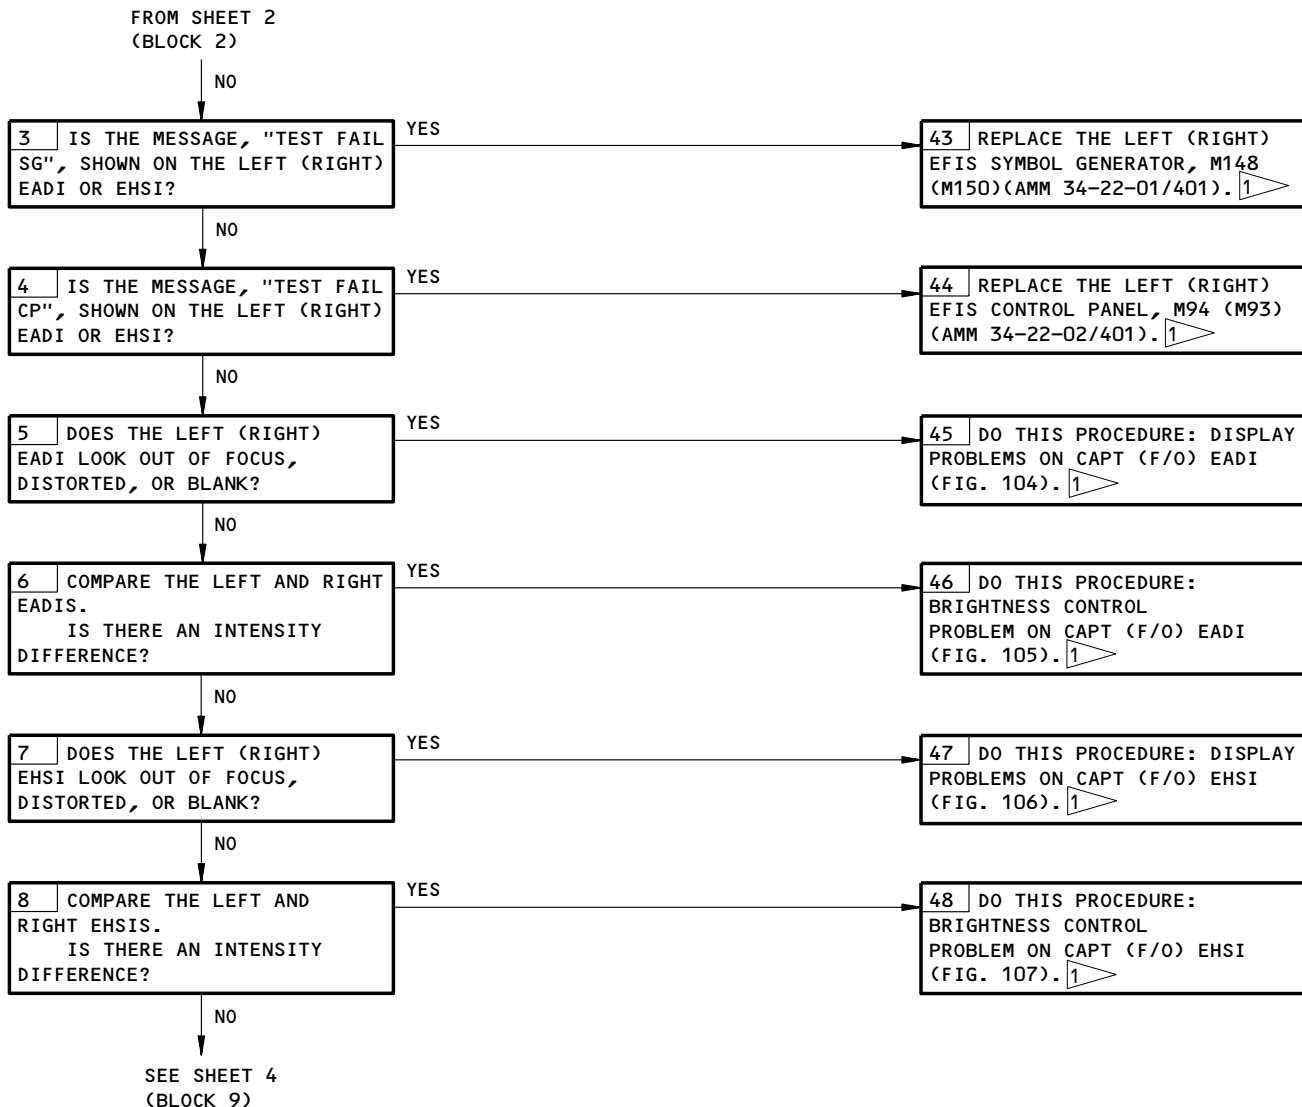 FROM SHEET 2
(BLOCK 2)
NO
3 IS THE MESSAGE, "TEST FAIL
SG", SHOWN ON THE LEFT (RIGHT)
EADI OR EHSI?
YES
43 REPLACE THE LEFT (RIGHT)
EFIS SYMBOL GENERATOR, M148
(M150)(AMM 34-22-01/401). 1
NO
4 IS THE MESSAGE, "TEST FAIL
CP", SHOWN ON THE LEFT (RIGHT)
EADI OR EHSI?
YES
44 REPLACE THE LEFT (RIGHT)
EFIS CONTROL PANEL, M94 (M93)
(AMM 34-22-02/401). 1
NO
5 DOES THE LEFT (RIGHT)
EADI LOOK OUT OF FOCUS,
DISTORTED, OR BLANK?
YES
45 DO THIS PROCEDURE: DISPLAY
PROBLEMS ON CAPT (F/O) EADI
(FIG. 104). 1
NO
6 COMPARE THE LEFT AND RIGHT
EADIS.
IS THERE AN INTENSITY
DIFFERENCE?
YES
46 DO THIS PROCEDURE:
BRIGHTNESS CONTROL
PROBLEM ON CAPT (F/O) EADI
(FIG. 105). 1
NO
7 DOES THE LEFT (RIGHT)
EHSI LOOK OUT OF FOCUS,
DISTORTED, OR BLANK?
YES
47 DO THIS PROCEDURE: DISPLAY
PROBLEMS ON CAPT (F/O) EHSI
(FIG. 106). 1
NO
8 COMPARE THE LEFT AND
RIGHT EHSIS.
IS THERE AN INTENSITY
DIFFERENCE?
YES
48 DO THIS PROCEDURE:
BRIGHTNESS CONTROL
PROBLEM ON CAPT (F/O) EHSI
(FIG. 107). 1
NO
SEE SHEET 4
(BLOCK 9)